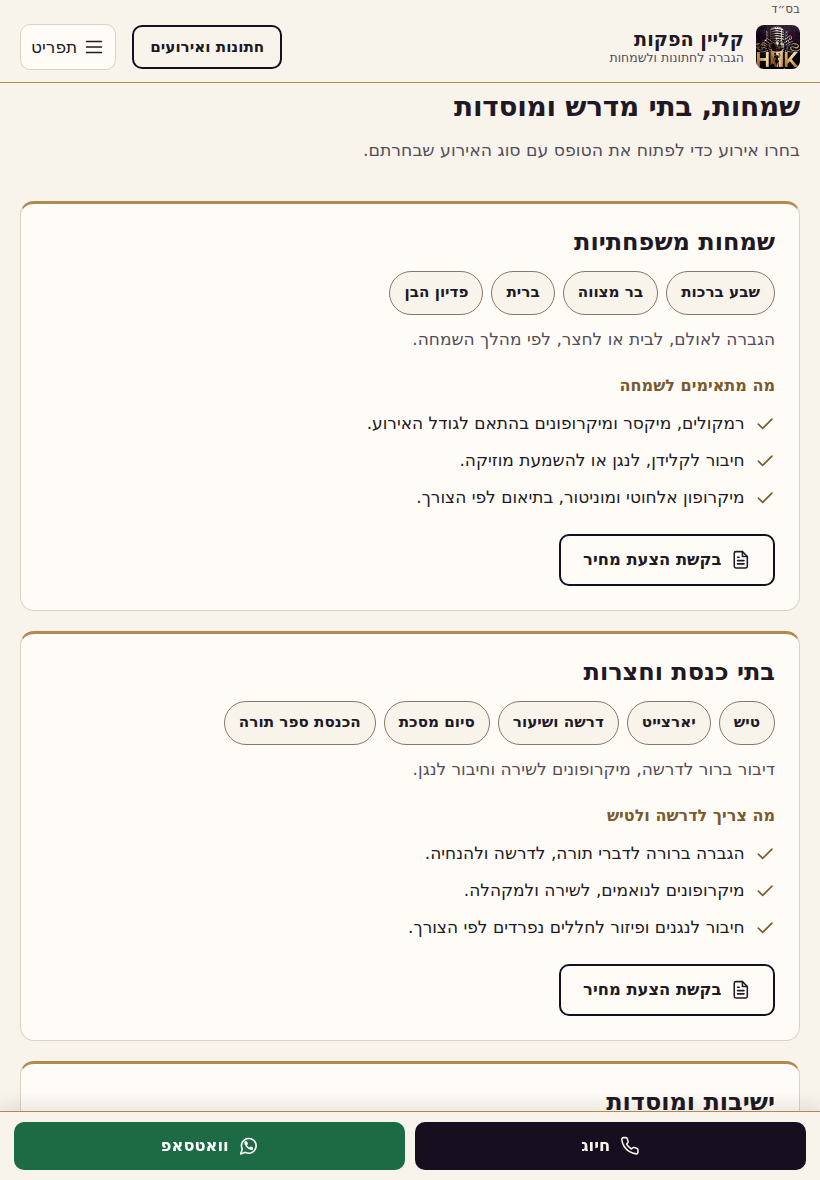 בס״ד
קליין הפקות
הגברה לחתונות ולשמחות
חתונות ואירועים
תפריט
שמחות, בתי מדרש ומוסדות
בחרו אירוע כדי לפתוח את הטופס עם סוג האירוע שבחרתם.
שמחות משפחתיות
שבע ברכות
בר מצווה
ברית
פדיון הבן
הגברה לאולם, לבית או לחצר, לפי מהלך השמחה.
מה מתאימים לשמחה
רמקולים, מיקסר ומיקרופונים בהתאם לגודל האירוע.
חיבור לקלידן, לנגן או להשמעת מוזיקה.
מיקרופון אלחוטי ומוניטור, בתיאום לפי הצורך.
בקשת הצעת מחיר
בתי כנסת וחצרות
טיש
יארצייט
דרשה ושיעור
סיום מסכת
הכנסת ספר תורה
דיבור ברור לדרשה, מיקרופונים לשירה וחיבור לנגן.
מה צריך לדרשה ולטיש
הגברה ברורה לדברי תורה, לדרשה ולהנחיה.
מיקרופונים לנואמים, לשירה ולמקהלה.
חיבור לנגנים ופיזור לחללים נפרדים לפי הצורך.
בקשת הצעת מחיר
ישיבות ומוסדות
חיוג
וואטסאפ